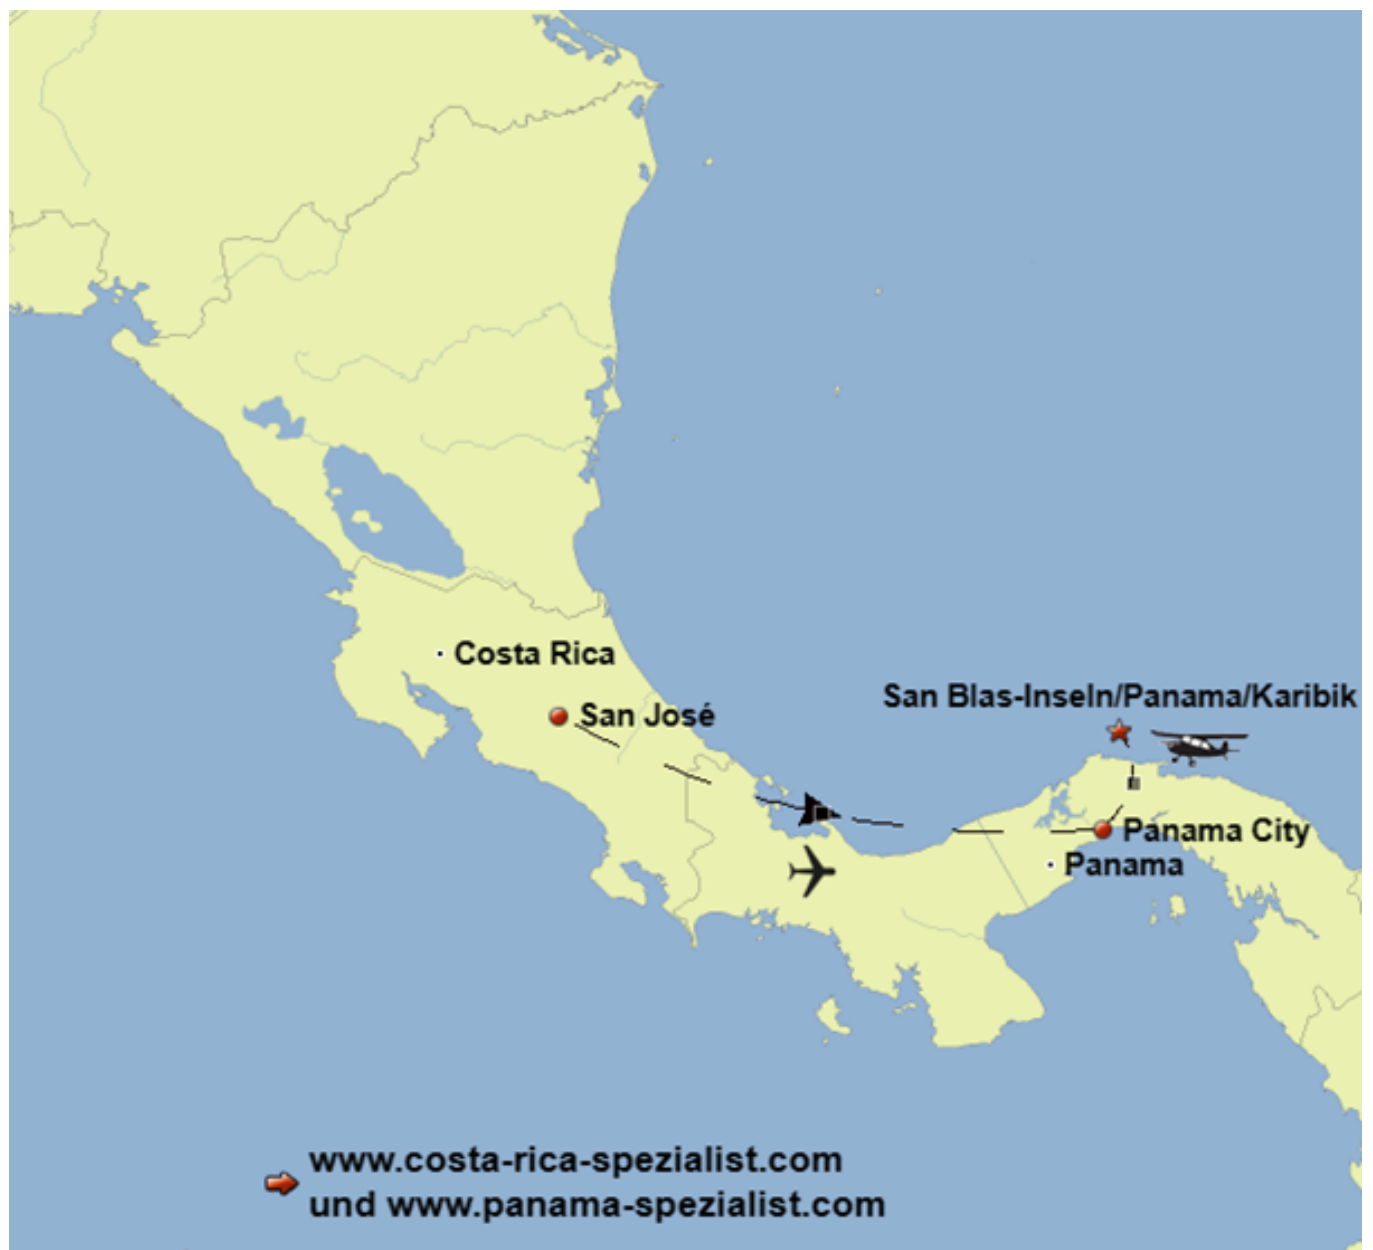 Costa Rica
San José
San Blas-Inseln/Panama/Karibik
Panama City
Panama
www.costa-rica-spezialist.com
und www.panama-spezialist.com